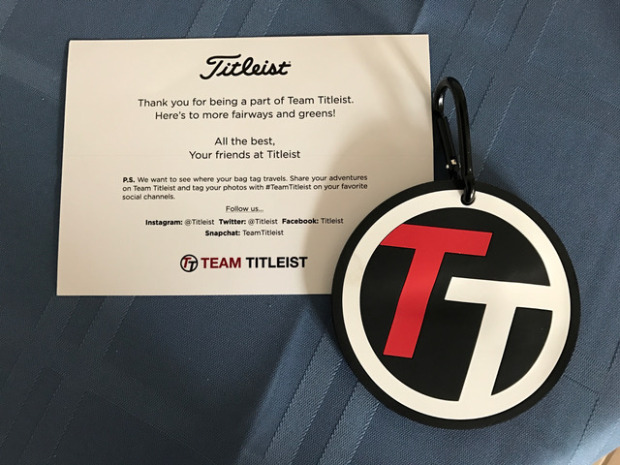 Titleist
Thank you for being a part of Team Titleist.
Here's to more fairways and greens!
All the best,
Your friends at Titleist
P.S. We want to see where your bag tag travels. Share your adventures
on Team Titleist and tag your photos with #TeamTitleist on your favorite
social channels.
Follow us...
Instagram: @Titleist Twitter: @Titleist Facebook: Titleist
Snapchat: TeamTitleist
TT TEAM TITLEIST
TT